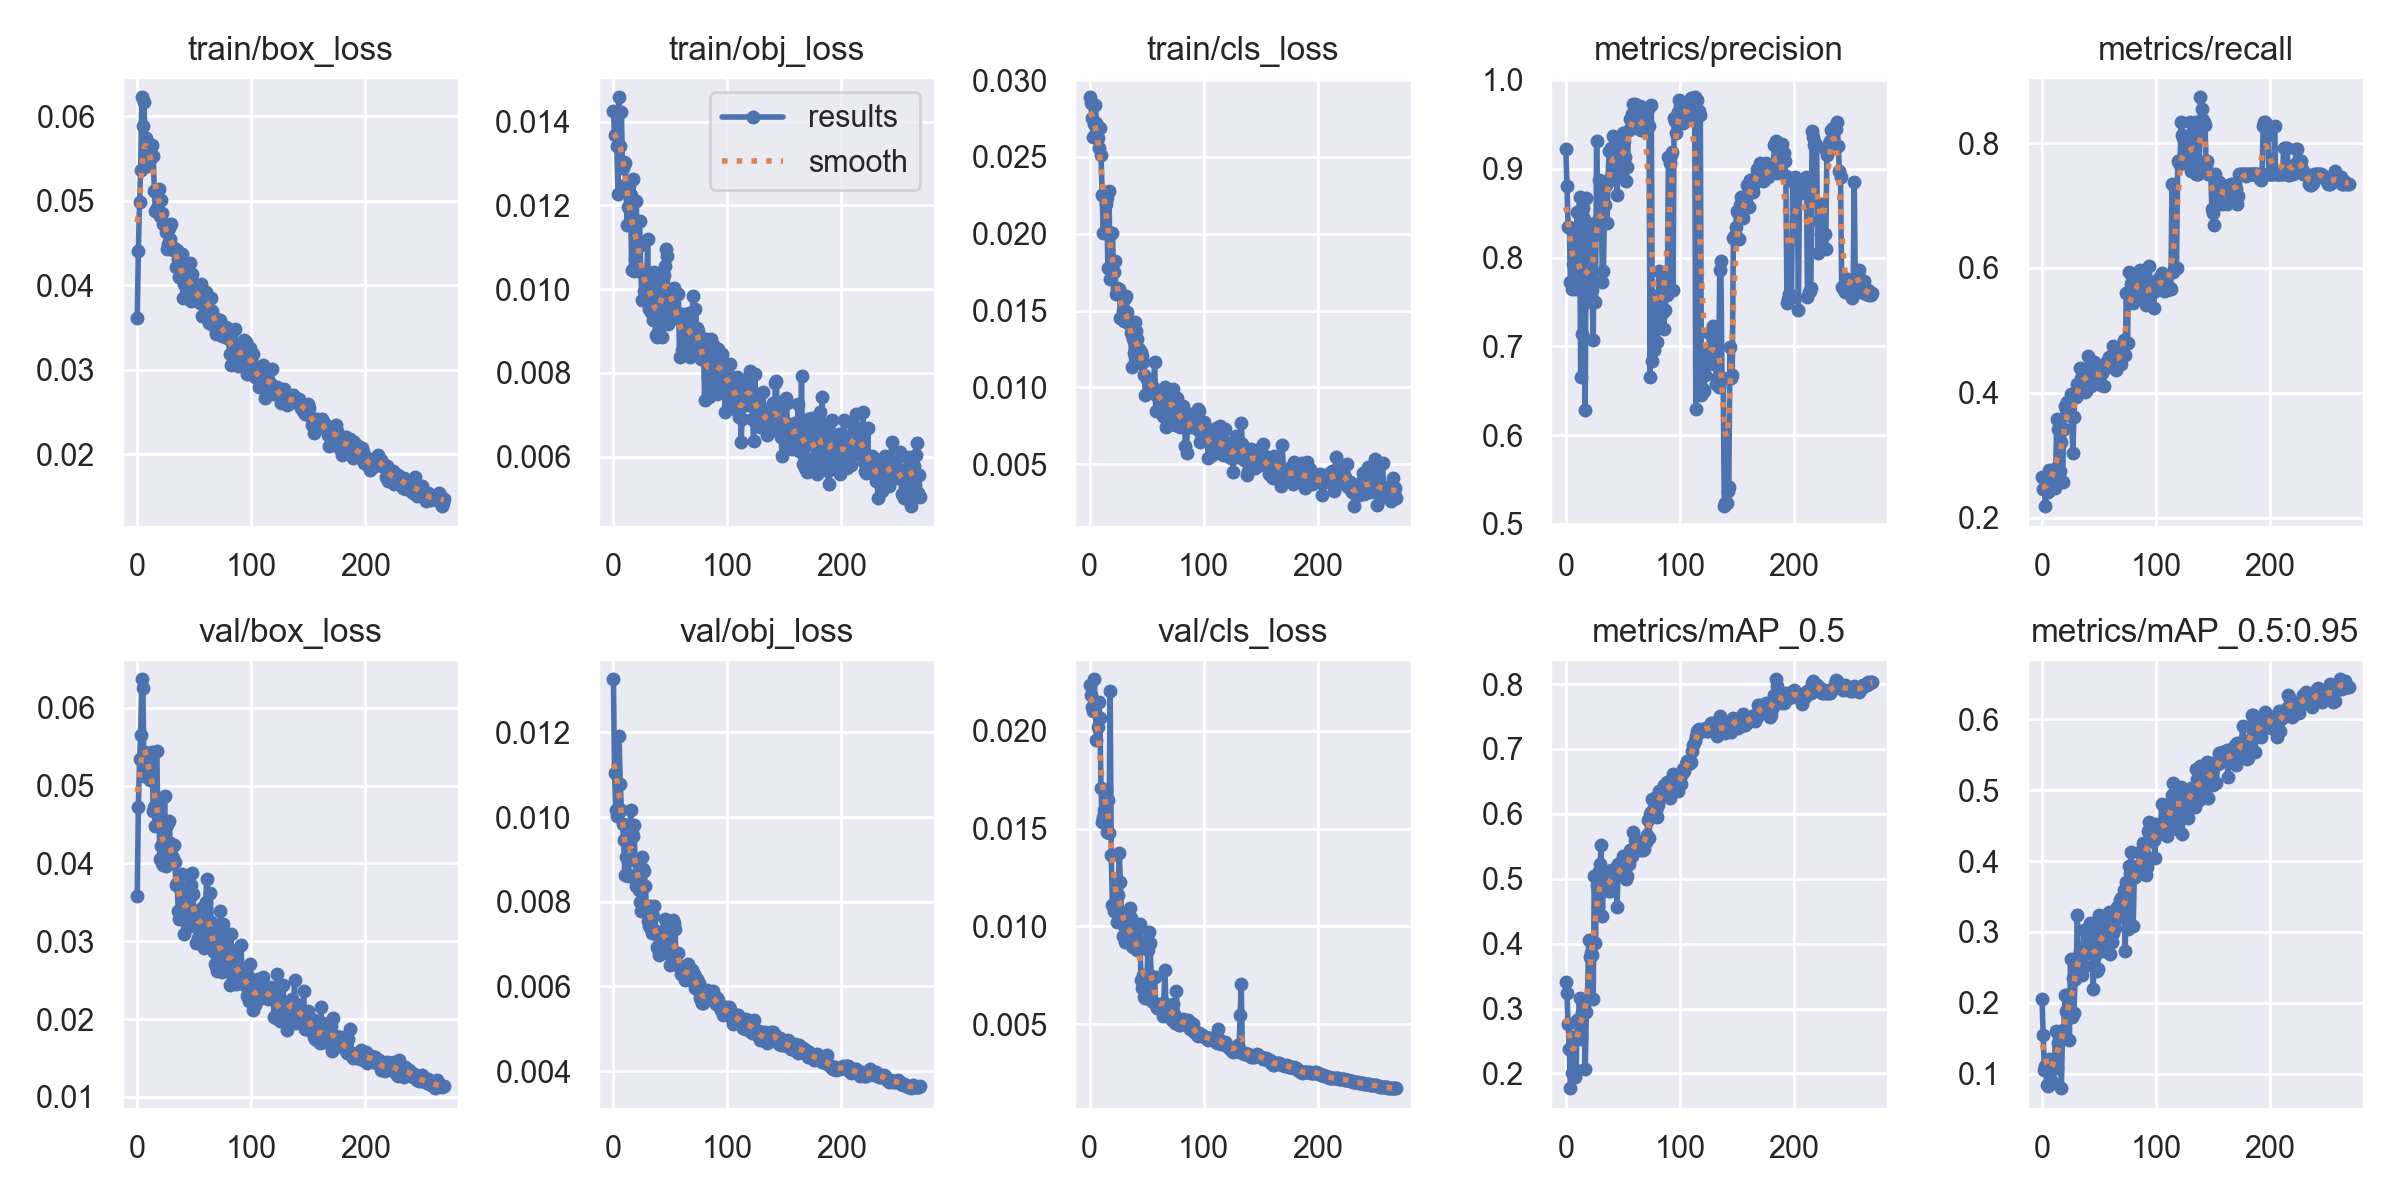 train/box_loss
0.06
0.05
0.04
0.03
0.02
0 100 200
train/obj_loss
results
smooth
0.014
0.012
0.010
0.008
0.006
0 100 200
train/cls_loss
0.030
0.025
0.020
0.015
0.010
0.005
0 100 200
metrics/precision
1.0
0.9
0.8
0.7
0.6
0.5
0 100 200
metrics/recall
0.8
0.6
0.4
0.2
0 100 200
val/box_loss
0.06
0.05
0.04
0.03
0.02
0.01
0 100 200
val/obj_loss
0.012
0.010
0.008
0.006
0.004
0 100 200
val/cls_loss
0.020
0.015
0.010
0.005
0 100 200
metrics/mAP_0.5
0.8
0.7
0.6
0.5
0.4
0.3
0.2
0 100 200
metrics/mAP_0.5:0.95
0.6
0.5
0.4
0.3
0.2
0.1
0 100 200